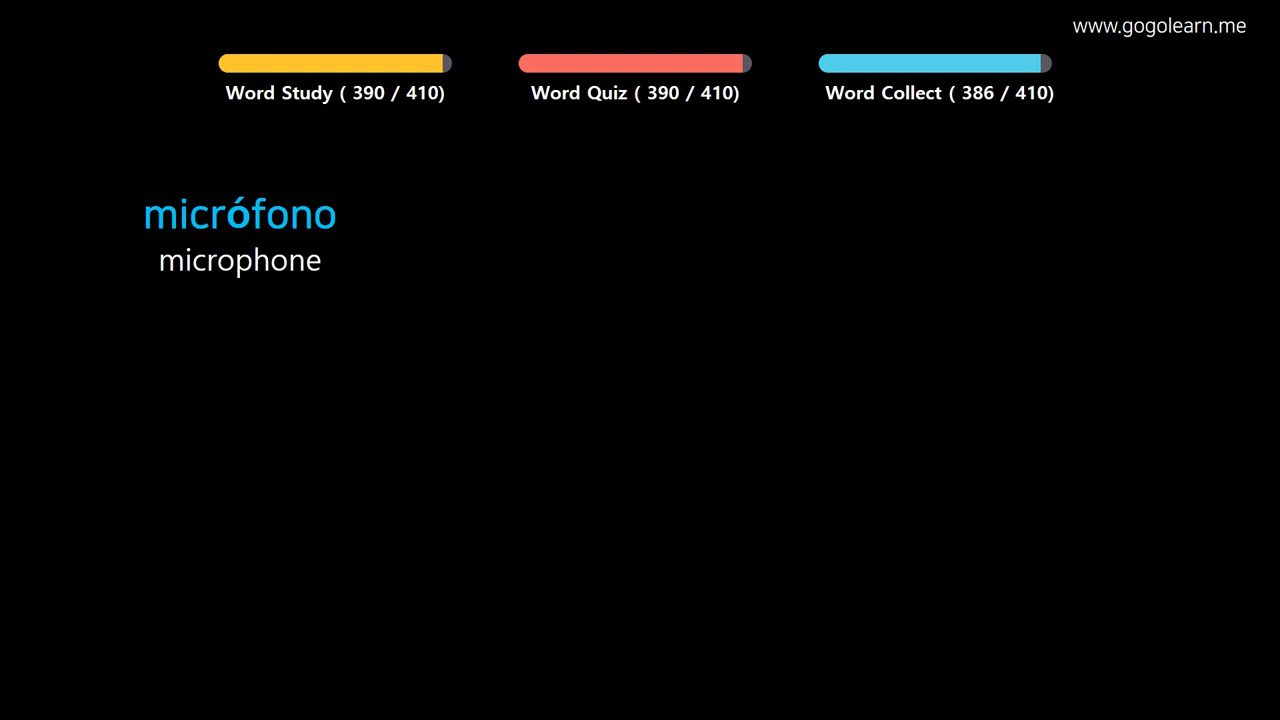 www.gogolearn.me
Word Study ( 390 / 410)
Word Quiz ( 390 / 410)
Word Collect ( 386 / 410)
micrófono
microphone